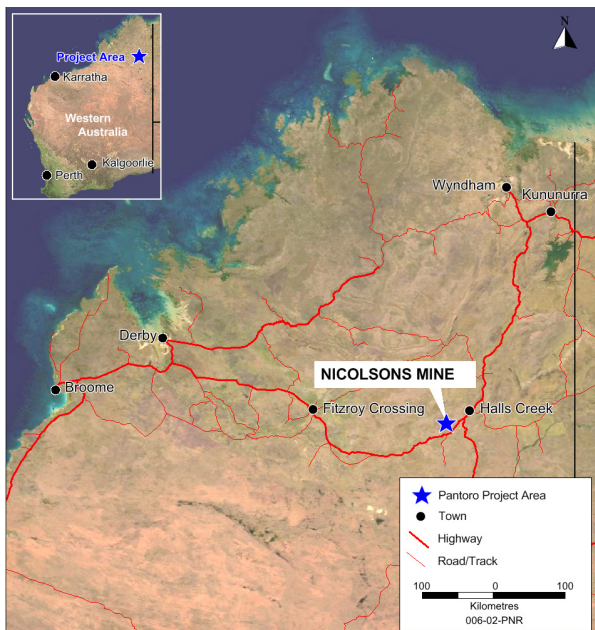 Project Area
Karratha
Western
Australia
Kalgoorlie
Perth
N
Wyndham
Kununurra
Derby
NICOLSONS MINE
Broome
Fitzroy Crossing
Halls Creek
Pantoro Project Area
Town
Highway
Road/Track
100 0 100
Kilometres
006-02-PNR